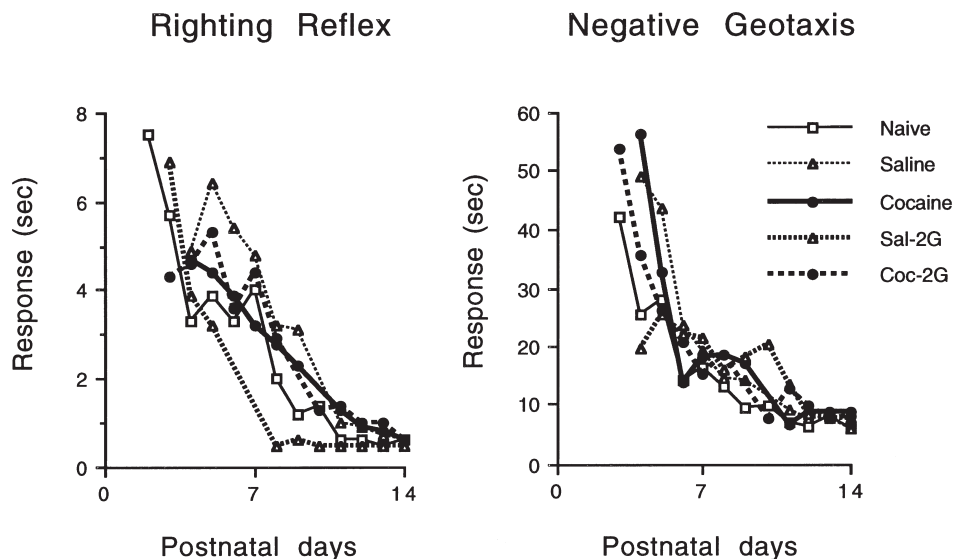 Righting Reflex
Negative Geotaxis
Response (sec)
8
6
4
2
0
0
7
14
Postnatal days
Response (sec)
60
50
40
30
20
10
0
0
7
14
Postnatal days
Naive
Saline
Cocaine
Sal-2G
Coc-2G